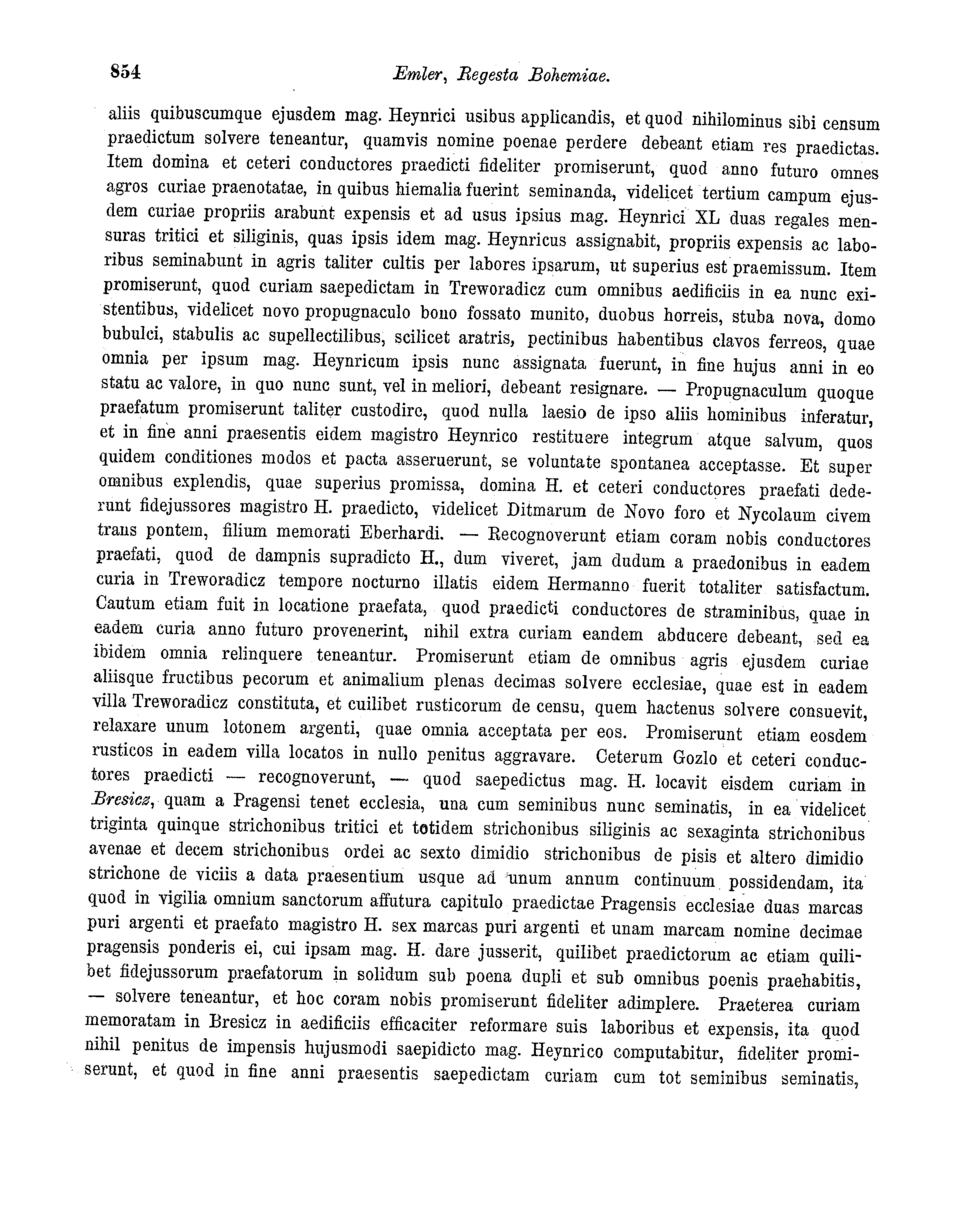 854
Emler, Regesta Bohemiae.
aliis quibuscumque ejusdem mag. Heynrici usibus applicandis, et quod nihilominus sibi censum
praedictum solvere teneantur, quamvis nomine poenae perdere debeant etiam res praedictas.
Item domina et ceteri conductores praedicti fideliter promiserunt, quod anno futuro omnes
agros curiae praenotatae, in quibus hiemalia fuerint seminanda, videlicet tertium campum ejus-
dem curiae propriis arabunt expensis et ad usus ipsius mag. Heynrici XL duas regales men-
suras tritici et siliginis, quas ipsis idem mag. Heynricus assignabit, propriis expensis ac labo-
ribus seminabunt in agris taliter cultis per labores ipsarum, ut superius est praemissum. Item
promiserunt, quod curiam saepedictam in Treworadicz cum omnibus aedificiis in ea nunc exi-
stentibus, videlicet novo propugnaculo bono fossato munito, duobus horreis, stuba nova, domo
bubulci, stabulis ac supellectilibus, scilicet aratris, pectinibus habentibus clavos ferreos, quae
omnia per ipsum mag. Heynricum ipsis nunc assignata fuerunt, in fine hujus anni in eo
statu ac valore, in quo nunc sunt, vel in meliori, debeant resignare. — Propugnaculum quoque
praefatum promiserunt taliter custodire, quod nulla laesio de ipso aliis hominibus inferatur,
et in fine anni praesentis eidem magistro Heynrico restituere integrum atque salvum, quos
quidem conditiones modos et pacta asseruerunt, se voluntate spontanea acceptasse. Et super
omnibus explendis, quae superius promissa, domina H. et ceteri conductores praefati dede-
runt fidejussores magistro H. praedicto, videlicet Ditmarum de Novo foro et Nycolaum civem
trans pontem, filium memorati Eberhardi. — Recognoverunt etiam coram nobis conductores
praefati, quod de dampnis supradicto H., dum viveret, jam dudum a praedonibus in eadem
curia in Treworadicz tempore nocturno illatis eidem Hermanno fuerit totaliter satisfactum.
Cautum etiam fuit in locatione praefata, quod praedicti conductores de straminibus, quae in
eadem curia anno futuro provenerint, nihil extra curiam eandem abducere debeant, sed ea
ibidem omnia relinquere teneantur. Promiserunt etiam de omnibus agris ejusdem curiae
aliisque fructibus pecorum et animalium plenas decimas solvere ecclesiae, quae est in eadem
villa Treworadicz constituta, et cuilibet rusticorum de censu, quem hactenus solvere consuevit,
relaxare unum lotonem argenti, quae omnia acceptata per eos. Promiserunt etiam eosdem
rusticos in eadem villa locatos in nullo penitus aggravare. Ceterum Gozlo et ceteri conduc-
tores praedicti — recognoverunt, — quod saepedictus mag. H. locavit eisdem curiam in
Bresicz, quam a Pragensi tenet ecclesia, una cum seminibus nunc seminatis, in ea videlicet
triginta quinque strichonibus tritici et totidem strichonibus siliginis ac sexaginta strichonibus
avenae et decem strichonibus ordei ac sexto dimidio strichonibus de pisis et altero dimidio
strichone de viciis a data praesentium usque ad unum annum continuum possidendam, ita
quod in vigilia omnium sanctorum affutura capitulo praedictae Pragensis ecclesiae duas marcas
puri argenti et praefato magistro H. sex marcas puri argenti et unam marcam nomine decimae
pragensis ponderis ei, cui ipsam mag. H. dare jusserit, quilibet praedictorum ac etiam quili-
bet fidejussorum praefatorum in solidum sub poena dupli et sub omnibus poenis praehabitis,
— solvere teneantur, et hoc coram nobis promiserunt fideliter adimplere. Praeterea curiam
memoratam in Bresicz in aedificiis efficaciter reformare suis laboribus et expensis, ita quod
nihil penitus de impensis hujusmodi saepidicto mag. Heynrico computabitur, fideliter promi-
serunt, et quod in fine anni praesentis saepedictam curiam cum tot seminibus seminatis,